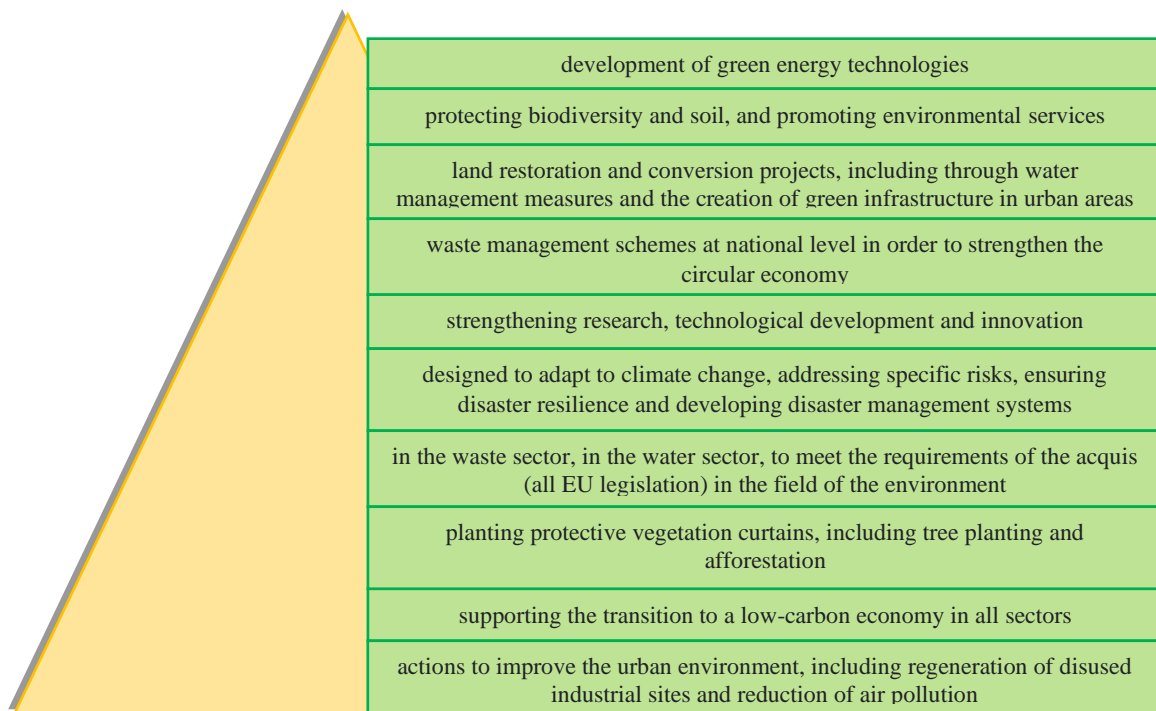 development of green energy technologies
protecting biodiversity and soil, and promoting environmental services
land restoration and conversion projects, including through water
management measures and the creation of green infrastructure in urban areas
waste management schemes at national level in order to strengthen the
circular economy
strengthening research, technological development and innovation
designed to adapt to climate change, addressing specific risks, ensuring
disaster resilience and developing disaster management systems
in the waste sector, in the water sector, to meet the requirements of the acquis
(all EU legislation) in the field of the environment
planting protective vegetation curtains, including tree planting and
afforestation
supporting the transition to a low-carbon economy in all sectors
actions to improve the urban environment, including regeneration of disused
industrial sites and reduction of air pollution